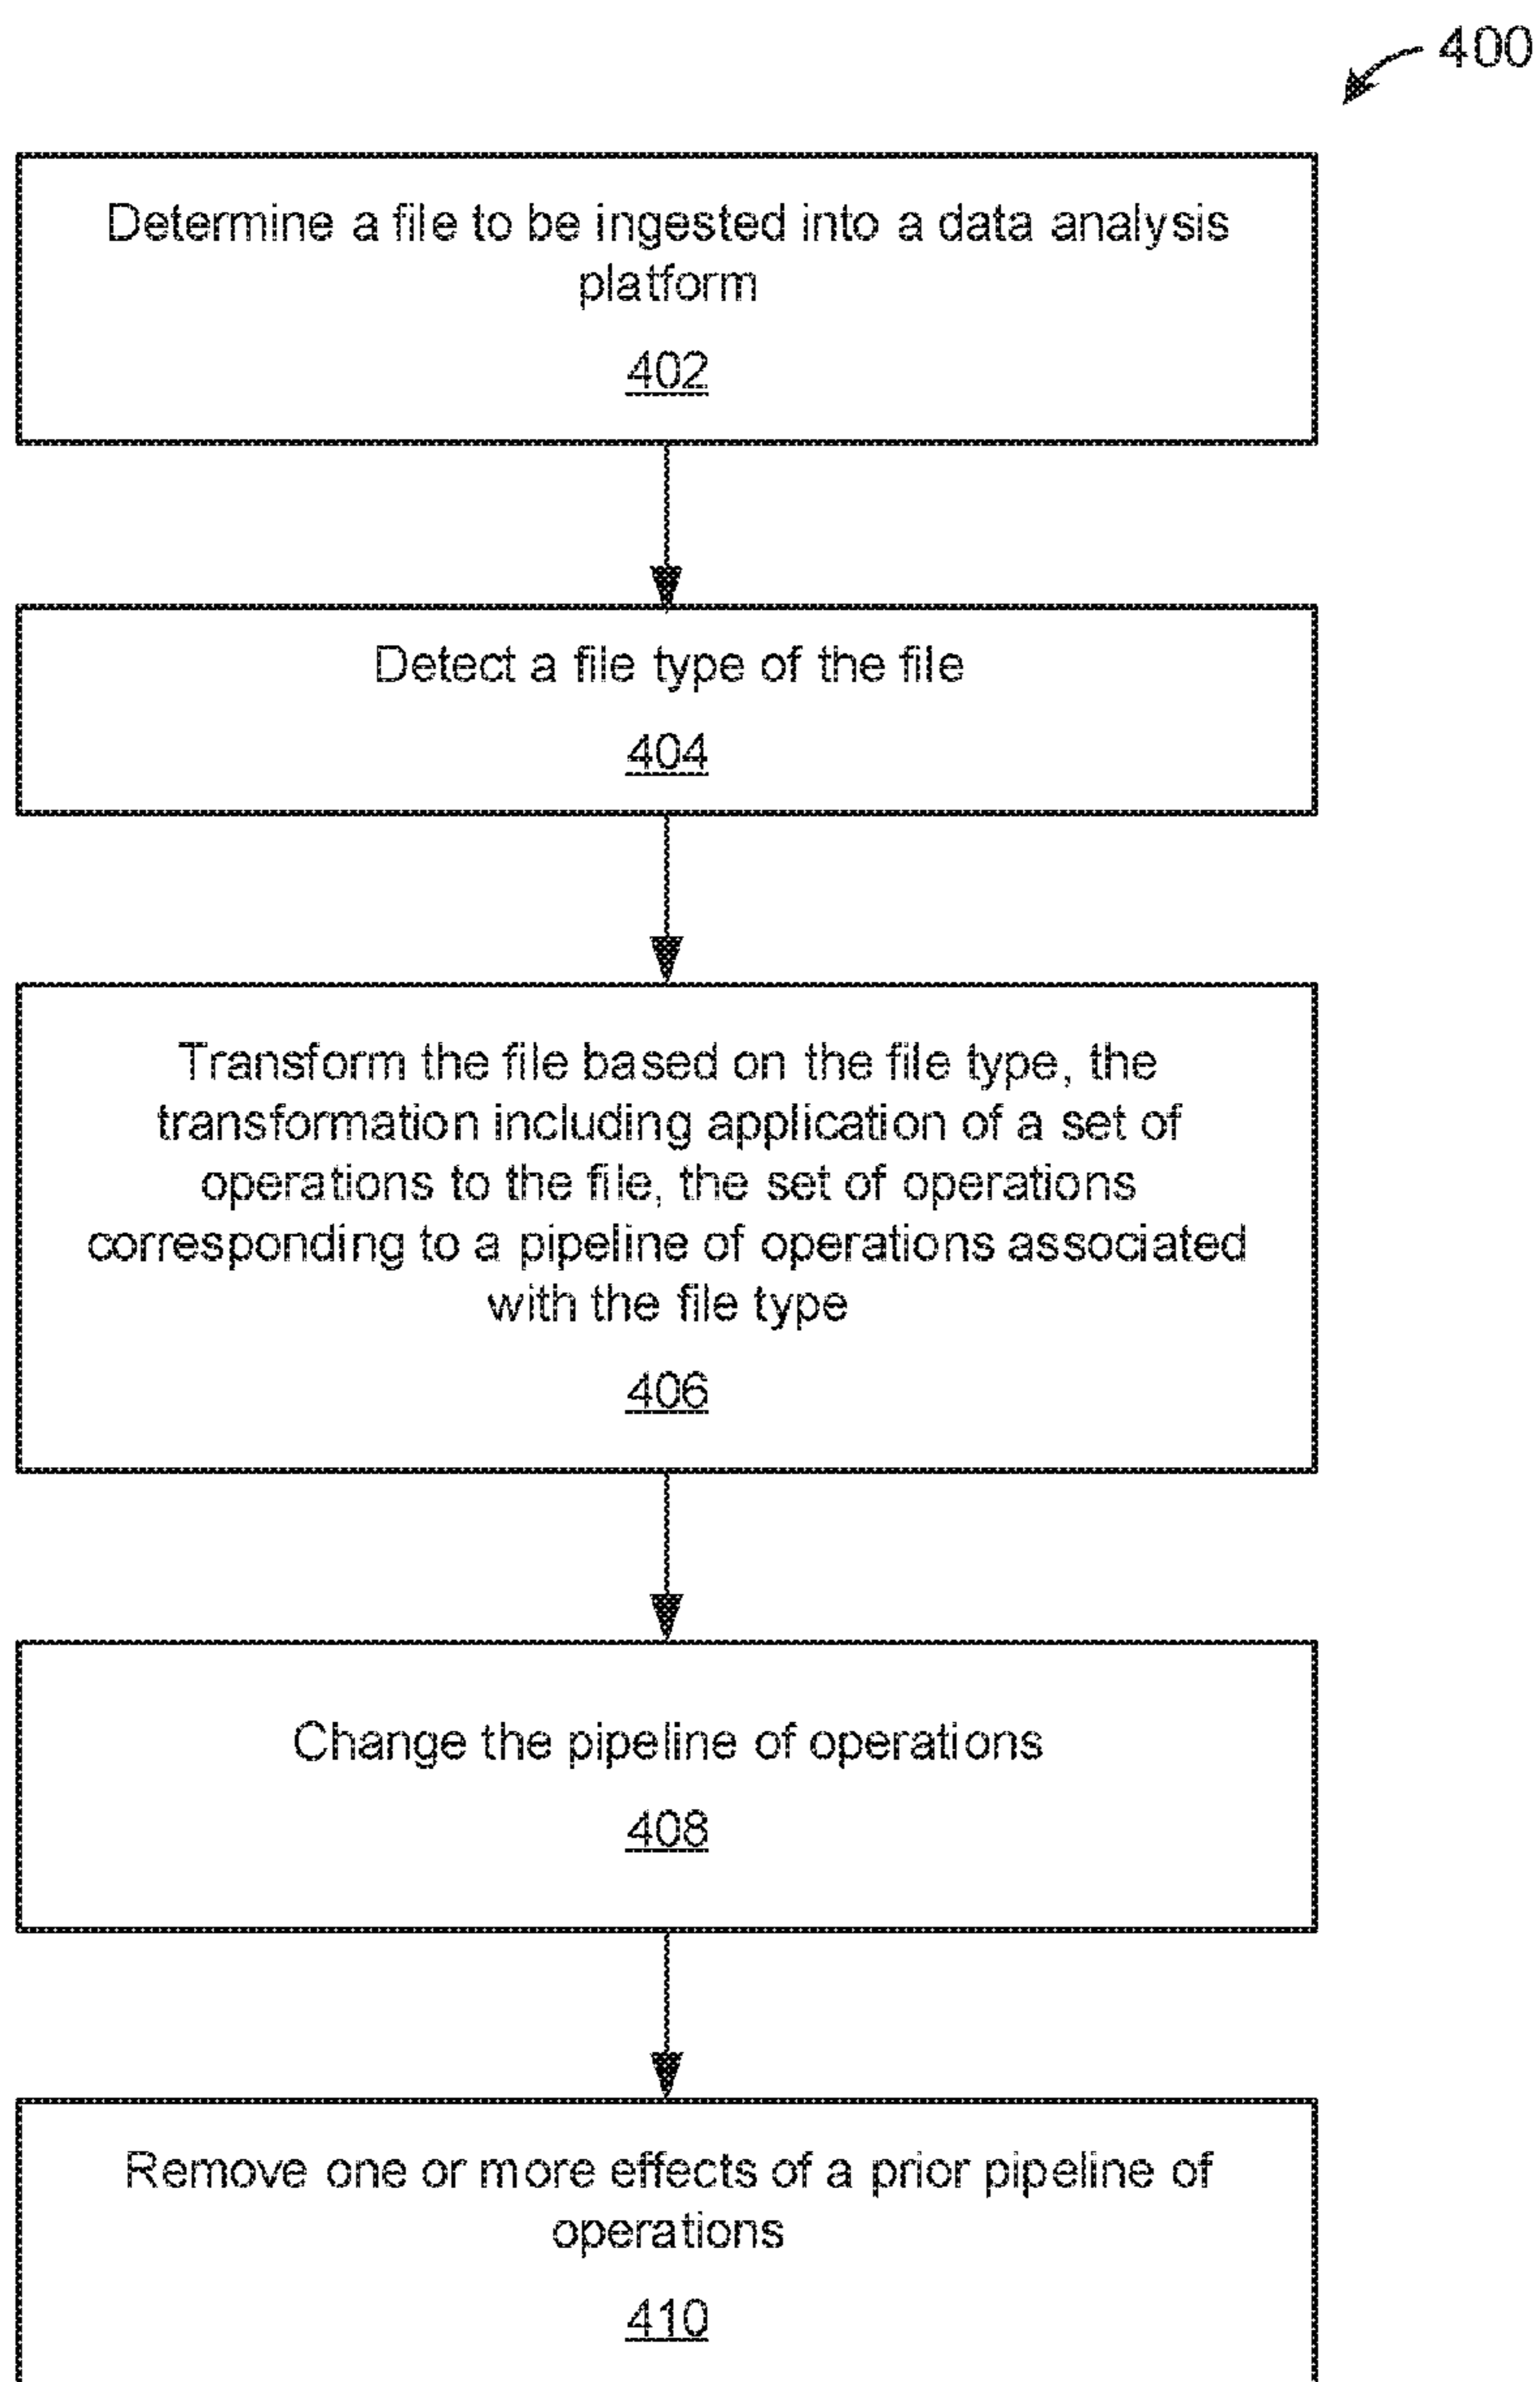 400
Determine a file to be ingested into a data analysis
platform
402
Detect a file type of the file
404
Transform the file based on the file type, the
transformation including application of a set of
operations to the file, the set of operations
corresponding to a pipeline of operations associated
with the file type
406
Change the pipeline of operations
408
Remove one or more effects of a prior pipeline of
operations
410